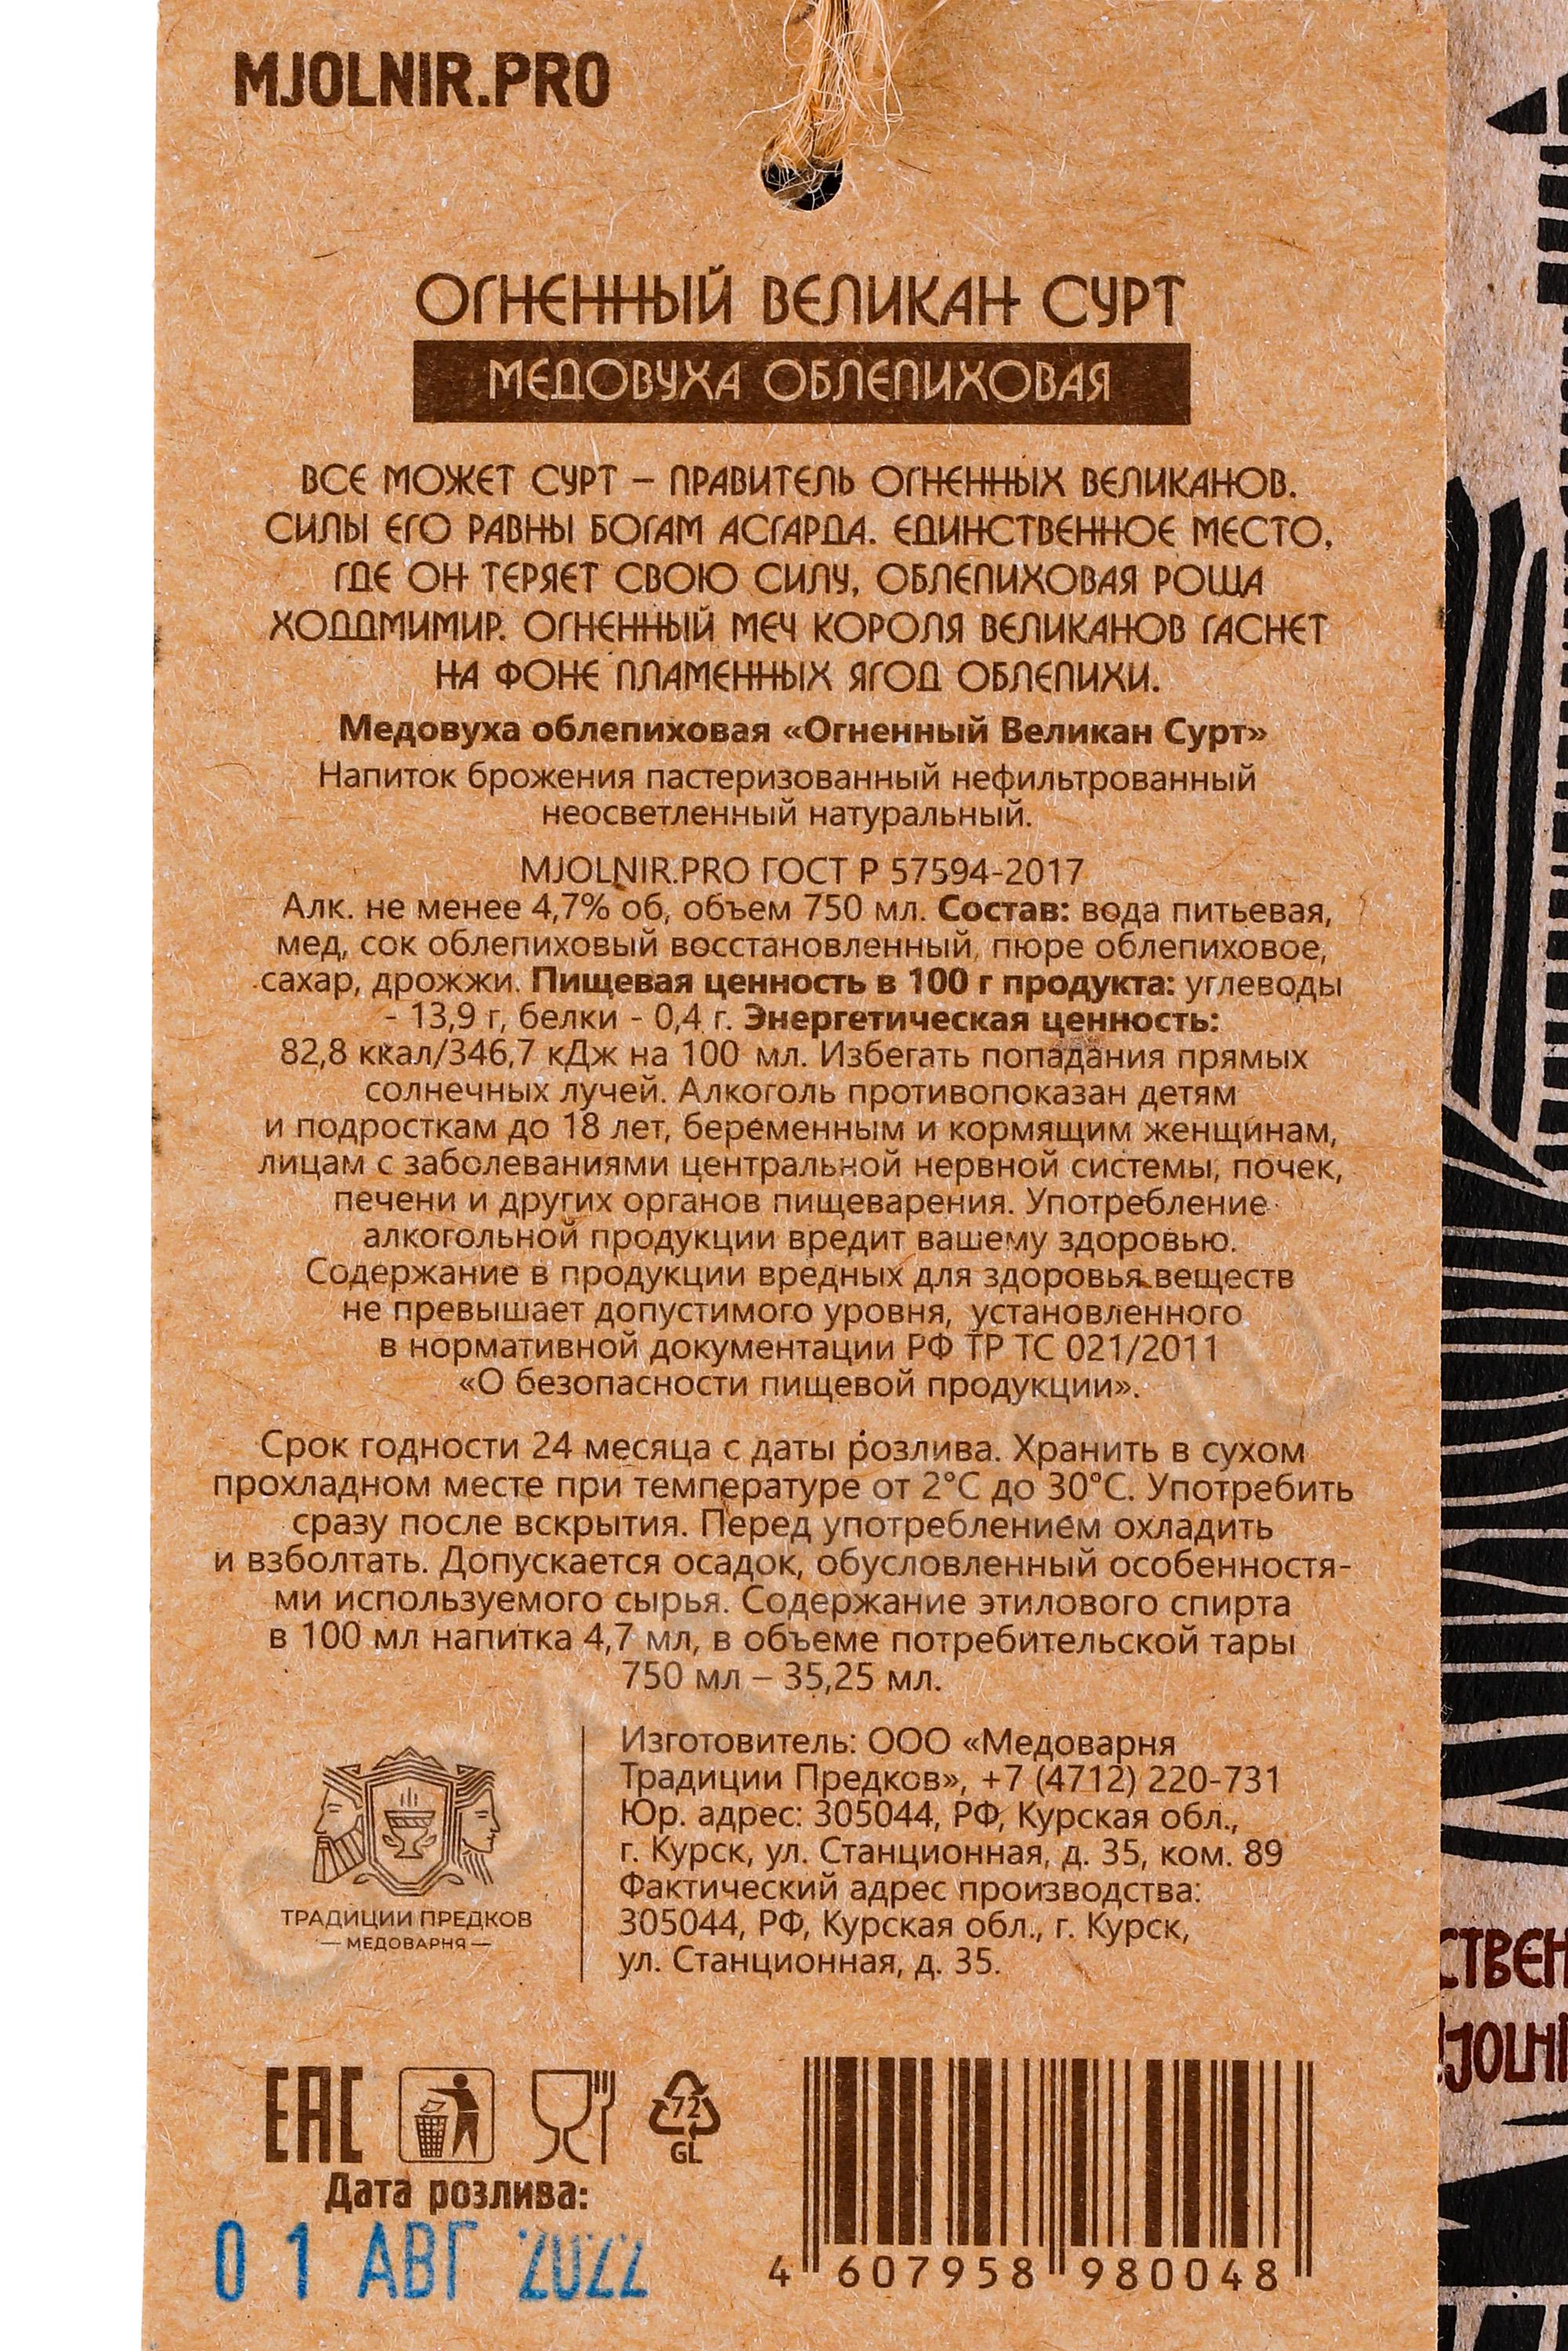 MJOLNIR.PRO
ОГНЕННЫЙ ВЕЛИКАН СУРТ
МЕДОВУХА ОБЛЕПИХОВАЯ
ВСЕ МОЖЕТ СУРТ – ПРАВИТЕЛЬ ОГНЕННЫХ ВЕЛИКАНОВ.
СИЛЫ ЕГО РАВНЫ БОГАМ АСГАРДА. ЕДИНСТВЕННОЕ МЕСТО,
ГДЕ ОН ТЕРЯЕТ СВОЮ СИЛУ, ОБЛЕПИХОВАЯ РОЩА
ХОДДМИМИР. ОГНЕННЫЙ МЕЧ КОРОЛЯ ВЕЛИКАНОВ ГАСНЕТ
НА ФОНЕ ПЛАМЕННЫХ ЯГОД ОБЛЕПИХИ.
Медовуха облепиховая «Огненный Великан Сурт»
Напиток брожения пастеризованный нефильтрованный
неосветленный натуральный.
MJOLNIR.PRO ГОСТ Р 57594-2017
Алк. не менее 4,7% об, объем 750 мл. Состав: вода питьевая,
мед, сок облепиховый восстановленный, пюре облепиховое,
сахар, дрожжи. Пищевая ценность в 100 г продукта: углеводы
- 13,9 г, белки - 0,4 г. Энергетическая ценность:
82,8 ккал/346,7 кДж на 100 мл. Избегать попадания прямых
солнечных лучей. Алкоголь противопоказан детям
и подросткам до 18 лет, беременным и кормящим женщинам,
лицам с заболеваниями центральной нервной системы, почек,
печени и других органов пищеварения. Употребление
алкогольной продукции вредит вашему здоровью.
Содержание в продукции вредных для здоровья веществ
не превышает допустимого уровня, установленного
в нормативной документации РФ ТР ТС 021/2011
«О безопасности пищевой продукции».
Срок годности 24 месяца с даты розлива. Хранить в сухом
прохладном месте при температуре от 2°С до 30°С. Употребить
сразу после вскрытия. Перед употреблением охладить
и взболтать. Допускается осадок, обусловленный особенностя-
ми используемого сырья. Содержание этилового спирта
в 100 мл напитка 4,7 мл, в объеме потребительской тары
750 мл – 35,25 мл.
Изготовитель: ООО «Медоварня
Традиции Предков», +7 (4712) 220-731
Юр. адрес: 305044, РФ, Курская обл.,
г. Курск, ул. Станционная, д. 35, ком. 89
Фактический адрес производства:
305044, РФ, Курская обл., г. Курск,
ул. Станционная, д. 35.
ТРАДИЦИИ ПРЕДКОВ
— МЕДОВАРНЯ —
EAC
72
GL
Дата розлива:
01 АВГ 2022
4 607958 980048
СТВЕН
MJOLNI